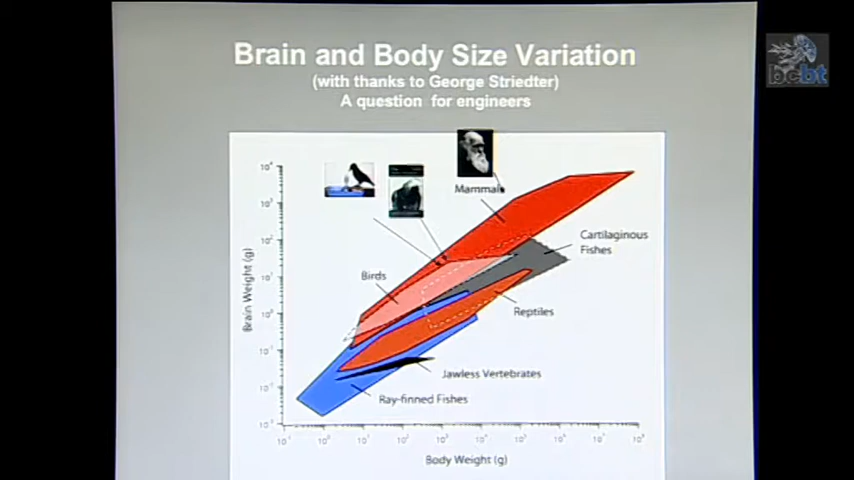 Brain and Body Size Variation
(with thanks to George Striedter)
A question for engineers
bcbt
Mammals
Cartilaginous
Fishes
Birds
Reptiles
Jawless Vertebrates
Ray-finned Fishes
Brain Weight (g)
Body Weight (g)